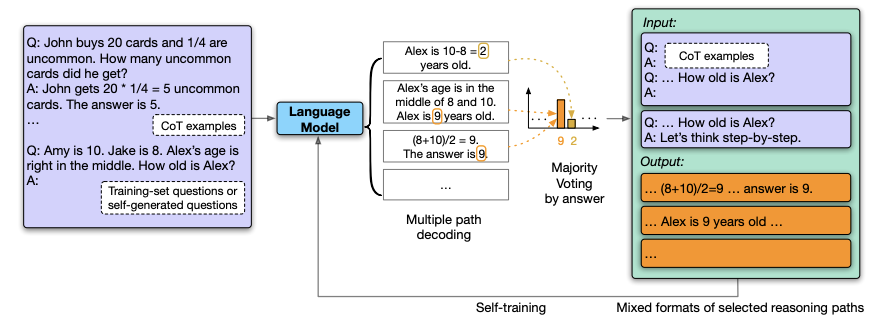 Q: John buys 20 cards and 1/4 are
uncommon. How many uncommon
cards did he get?
A: John gets 20 * 1/4 = 5 uncommon
cards. The answer is 5.
...
CoT examples
Q: Amy is 10. Jake is 8. Alex's age is
right in the middle. How old is Alex?
A:
Training-set questions or
self-generated questions
Language
Model
Alex is 10-8 = 2
years old.
Alex's age is in the
middle of 8 and 10.
Alex is 9 years old.
(8+10)/2 = 9.
The answer is 9.
...
Multiple path
decoding
... ...
9 2
Majority
Voting
by answer
Input:
Q:
A:
CoT examples
Q: ... How old is Alex?
A:
Q: ... How old is Alex?
A: Let's think step-by-step.
Output:
... (8+10)/2=9 ... answer is 9.
... Alex is 9 years old ...
...
Self-training
Mixed formats of selected reasoning paths